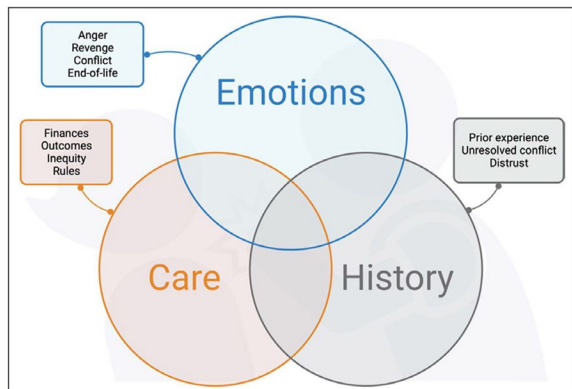 Anger
Revenge
Conflict
End-of-life
Emotions
Finances
Outcomes
Inequity
Rules
Prior experience
Unresolved conflict
Distrust
Care
History